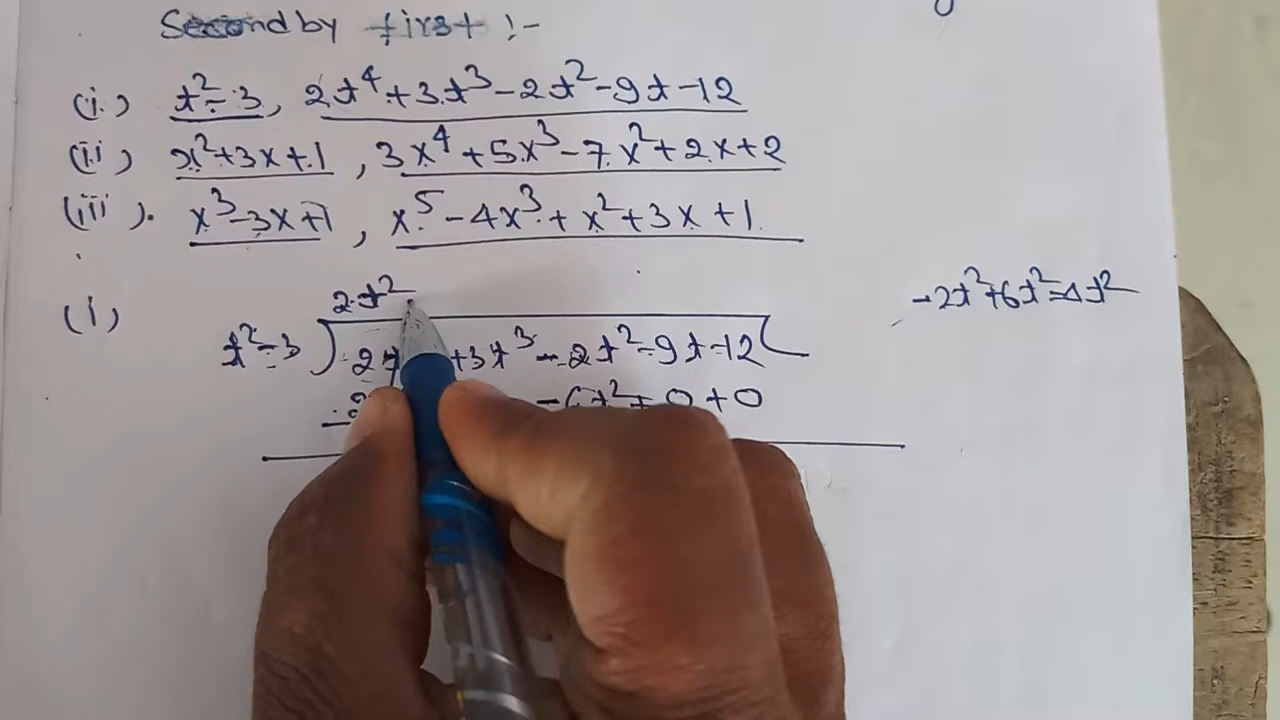 Second by first :-
(i.) t²-3, 2t⁴+3t³-2t²-9t-12
(ii) x²+3x+1, 3x⁴+5x³-7x²+2x+2
(iii). x³-3x+1, x⁵-4x³+x²+3x+1.
(i) 2t² -2t²+6t²=4t²
t²-3) 2t +3t³-2t²-9t-12(
-6t²+0+0